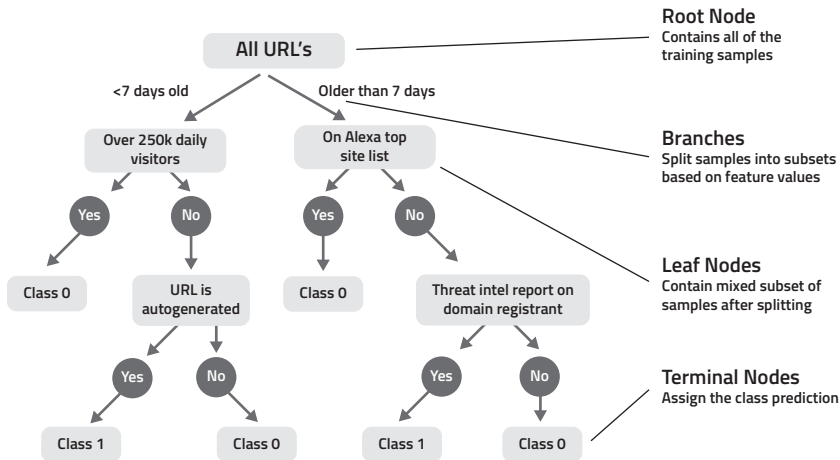 All URL's
<7 days old
Older than 7 days
Over 250k daily
visitors
On Alexa top
site list
Yes
No
Yes
No
Class 0
URL is
autogenerated
Class 0
Threat intel report on
domain registrant
Yes
No
Yes
No
Class 1
Class 0
Class 1
Class 0
Root Node
Contains all of the
training samples
Branches
Split samples into subsets
based on feature values
Leaf Nodes
Contain mixed subset of
samples after splitting
Terminal Nodes
Assign the class prediction